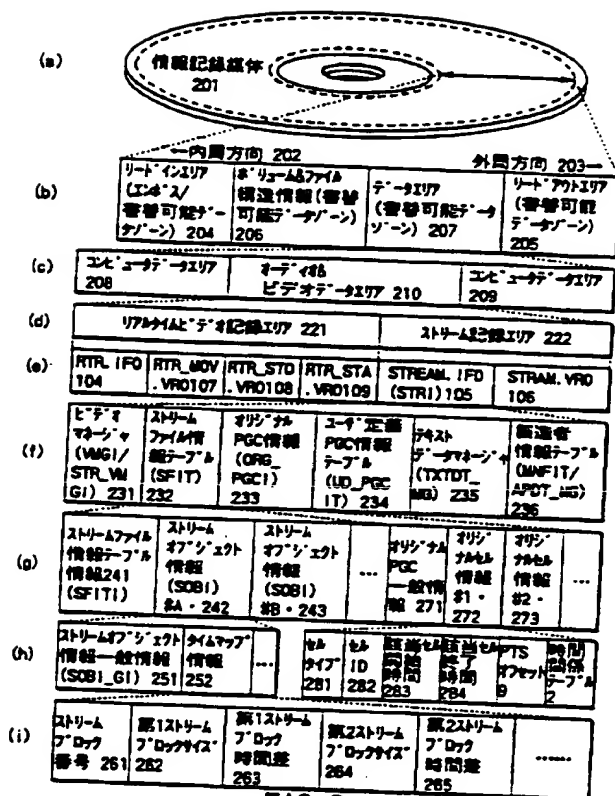 (a)
情報記録媒体
201
←内周方向 202
外周方向 203→
(b)
リードインエリア
(エンボス/
書替可能デー
タゾーン) 204
ボリューム&ファイル
構造情報(書替
可能データゾーン)
206
データエリア
(書替可能データ
ゾーン) 207
リードアウトエリア
(書替可能
データゾーン)
205
(c)
コンピュータデータエリア
208
オーディオ&
ビデオデータエリア 210
コンピュータデータエリア
209
(d)
リアルタイムビデオ記録エリア 221
ストリーム記録エリア 222
(e)
RTR.IFO
104
RTR_MOV
.VRO107
RTR_STO
.VRO108
RTR_STA
.VRO109
STREAM.IFO
(STRI)105
STRAM.VRO
106
(f)
ビデオ
マネージャ
(VMGI/
STR_VM
GI) 231
ストリーム
ファイル情
報テーブル
(SFIT)
232
オリジナル
PGC情報
(ORG_
PGCI)
233
ユーザ定義
PGC情報
テーブル
(UD_PGC
IT) 234
テキスト
データマネージャ
(TXTDT_
MG) 235
製造者
情報テーブル
(MNFIT/
APDT_MG)
236
(g)
ストリームファイル
情報テーブル
情報241
(SFITI)
ストリーム
オブジェクト
情報
(SOBI)
#A・242
ストリーム
オブジェクト
情報
(SOBI)
#B・243
...
オリジナル
PGC
一般情
報 271
オリジ
ナルセル
情報
#1・
272
オリジ
ナルセル
情報
#2・
273
...
(h)
ストリームオブジェクト
情報一般情報
(SOBI_GI) 251
タイムマップ
情報
252
...
セル
タイプ
281
セル
ID
282
該当セル
開始
時間
283
該当セル
終了
時間
284
PTS
オフセット
9
時間
関係
テーブル
2
(i)
ストリーム
ブロック
番号 261
第1ストリーム
ブロックサイズ
262
第1ストリーム
ブロック
時間差
263
第2ストリーム
ブロックサイズ
264
第2ストリーム
ブロック
時間差
265
......